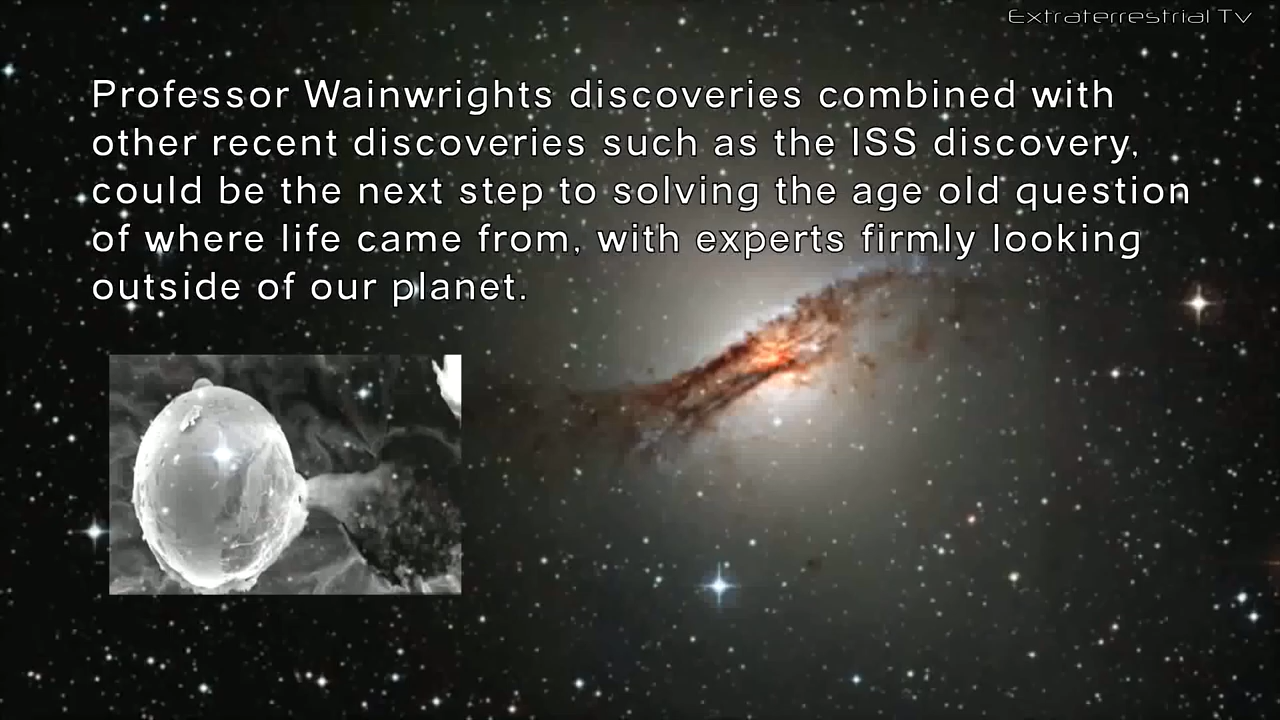 Extraterrestrial Tv
Professor Wainwrights discoveries combined with
other recent discoveries such as the ISS discovery,
could be the next step to solving the age old question
of where life came from, with experts firmly looking
outside of our planet.